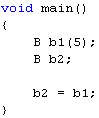 void main()
{
    B b1(5);
    B b2;
    b2 = b1;
}